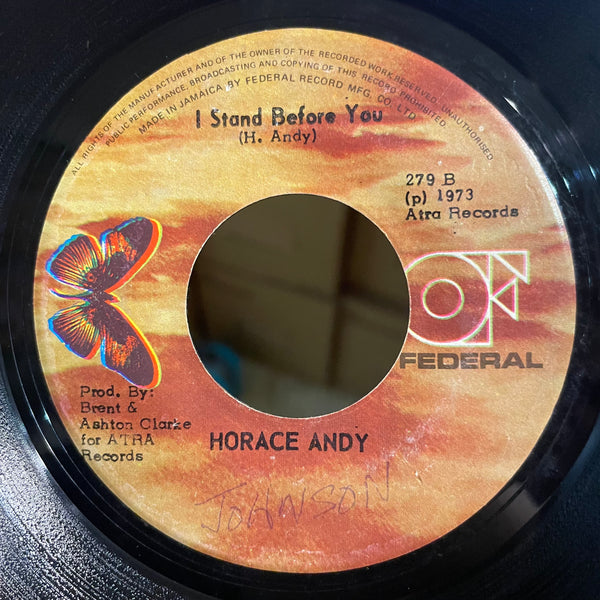 ALL RIGHTS OF THE MANUFACTURER AND OF THE OWNER OF THE RECORDED WORK RESERVED. UNAUTHORISED
PUBLIC PERFORMANCE, BROADCASTING AND COPYING OF THIS RECORD PROHIBITED
MADE IN JAMAICA BY FEDERAL RECORD MFG. CO. LTD.
I Stand Before You
(H. Andy)
279 B
(p) 1973
Atra Records
FEDERAL
Prod. By:
Brent &
Ashton Clarke
for ATRA
Records
HORACE ANDY
JOHNSON